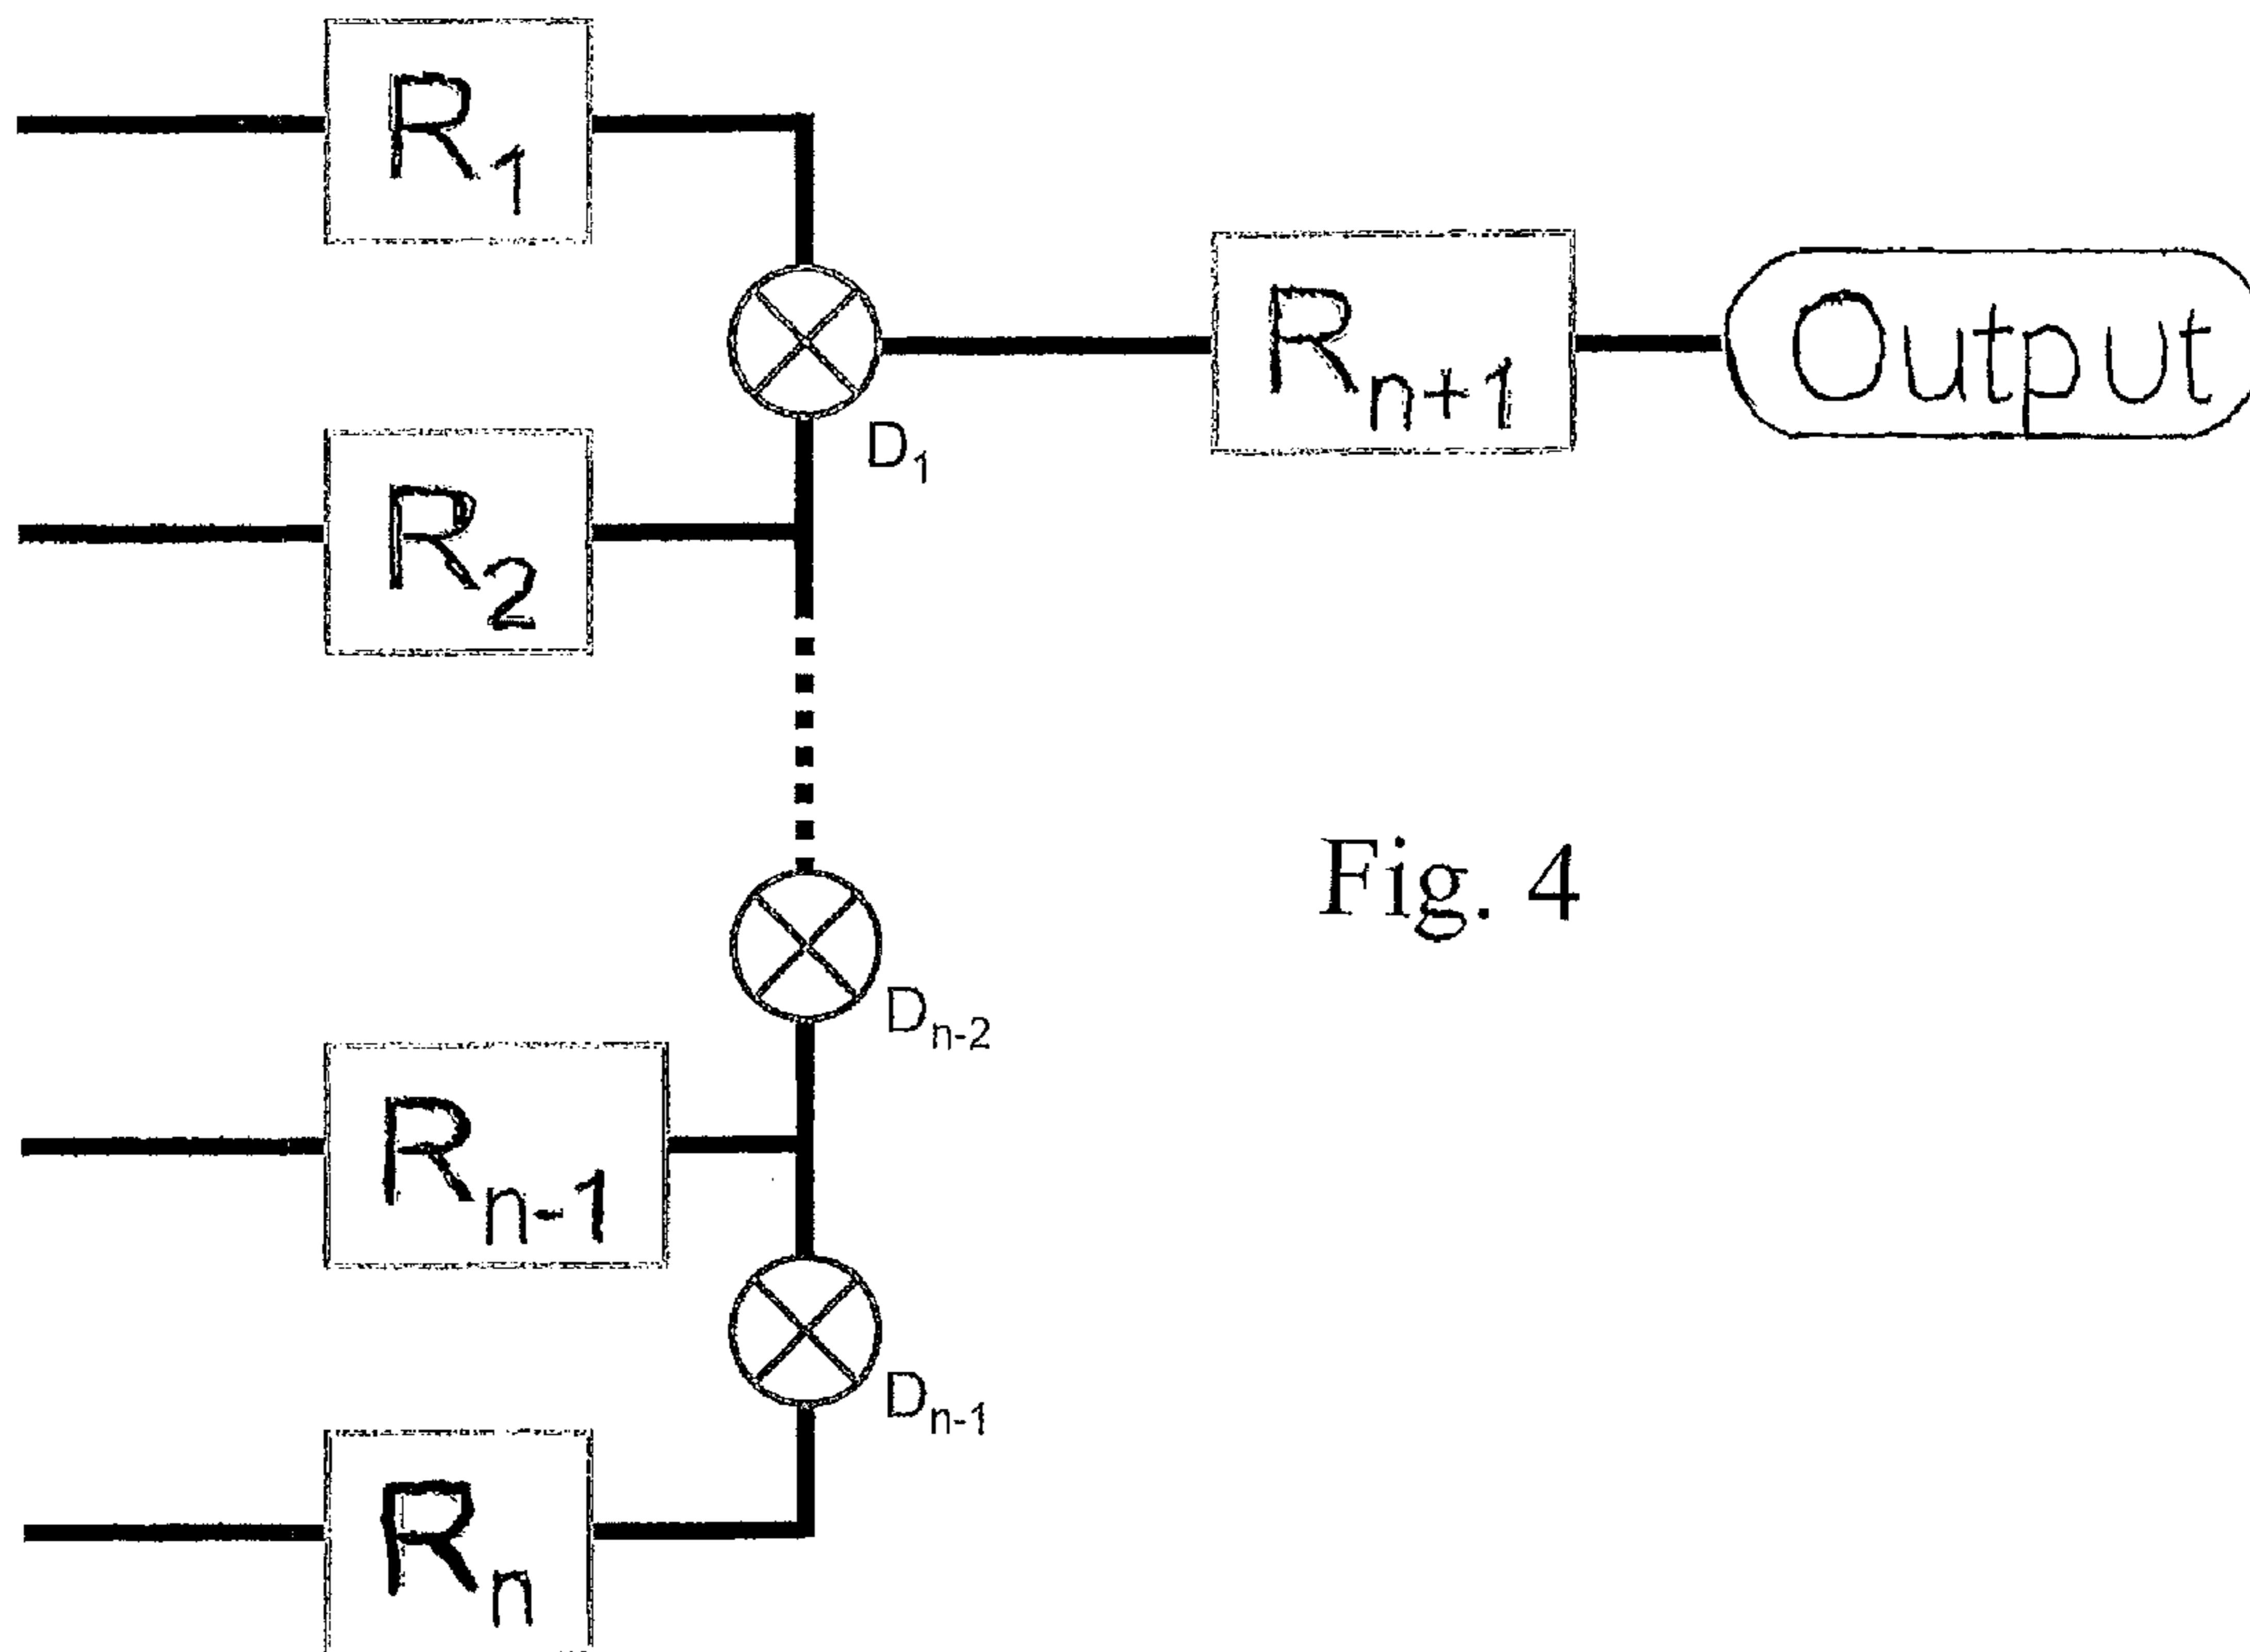 R1
Rn+1
Output
D1
R2
Fig. 4
Dn-2
Rn-1
Dn-1
Rn